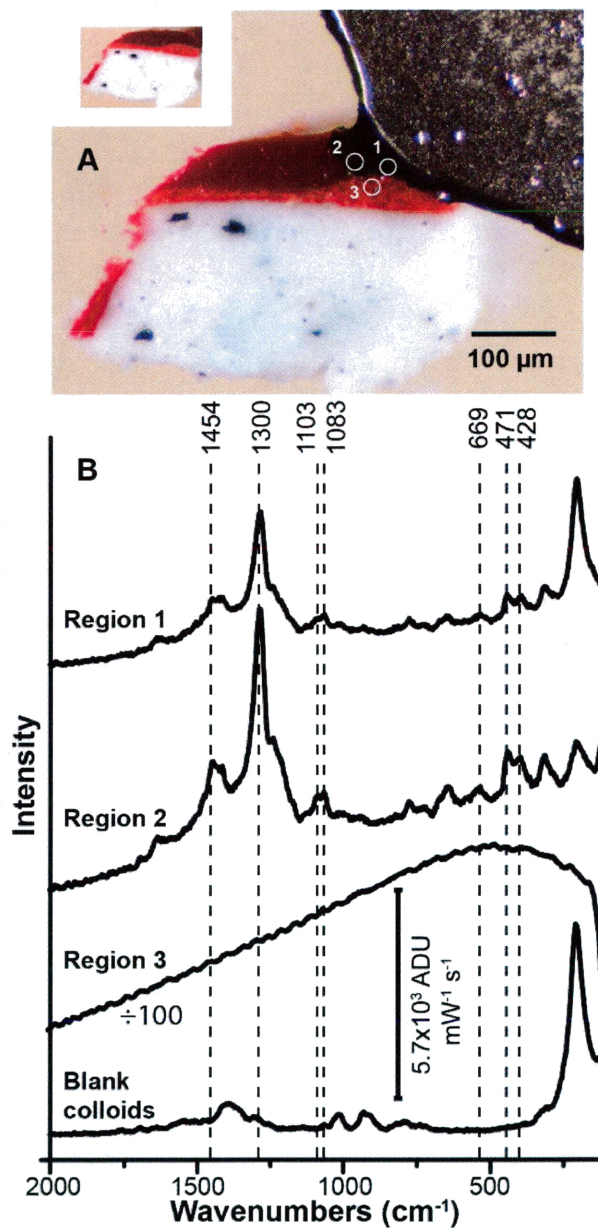 A
2
1
3
100 µm
1454
1300
1103
1083
669
471
428
B
Region 1
Region 2
Region 3
÷100
Blank
colloids
5.7x10³ ADU
mW⁻¹ s⁻¹
Intensity
2000
1500
1000
500
Wavenumbers (cm⁻¹)